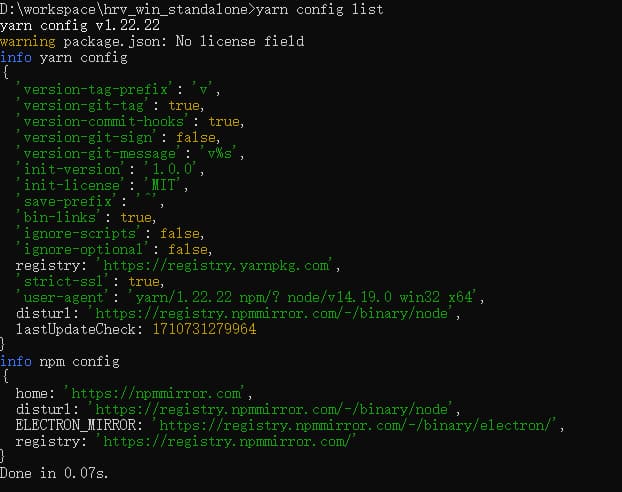 D:\workspace\hrv_win_standalone>yarn config list
yarn config v1.22.22
warning package.json: No license field
info yarn config
{
  'version-tag-prefix': 'v',
  'version-git-tag': true,
  'version-commit-hooks': true,
  'version-git-sign': false,
  'version-git-message': 'v%s',
  'init-version': '1.0.0',
  'init-license': 'MIT',
  'save-prefix': '^',
  'bin-links': true,
  'ignore-scripts': false,
  'ignore-optional': false,
  registry: 'https://registry.yarnpkg.com',
  'strict-ssl': true,
  'user-agent': 'yarn/1.22.22 npm/? node/v14.19.0 win32 x64',
  disturl: 'https://registry.npmmirror.com/-/binary/node',
  lastUpdateCheck: 1710731279964
}
info npm config
{
  home: 'https://npmmirror.com',
  disturl: 'https://registry.npmmirror.com/-/binary/node',
  ELECTRON_MIRROR: 'https://registry.npmmirror.com/-/binary/electron/',
  registry: 'https://registry.npmmirror.com/'
}
Done in 0.07s.